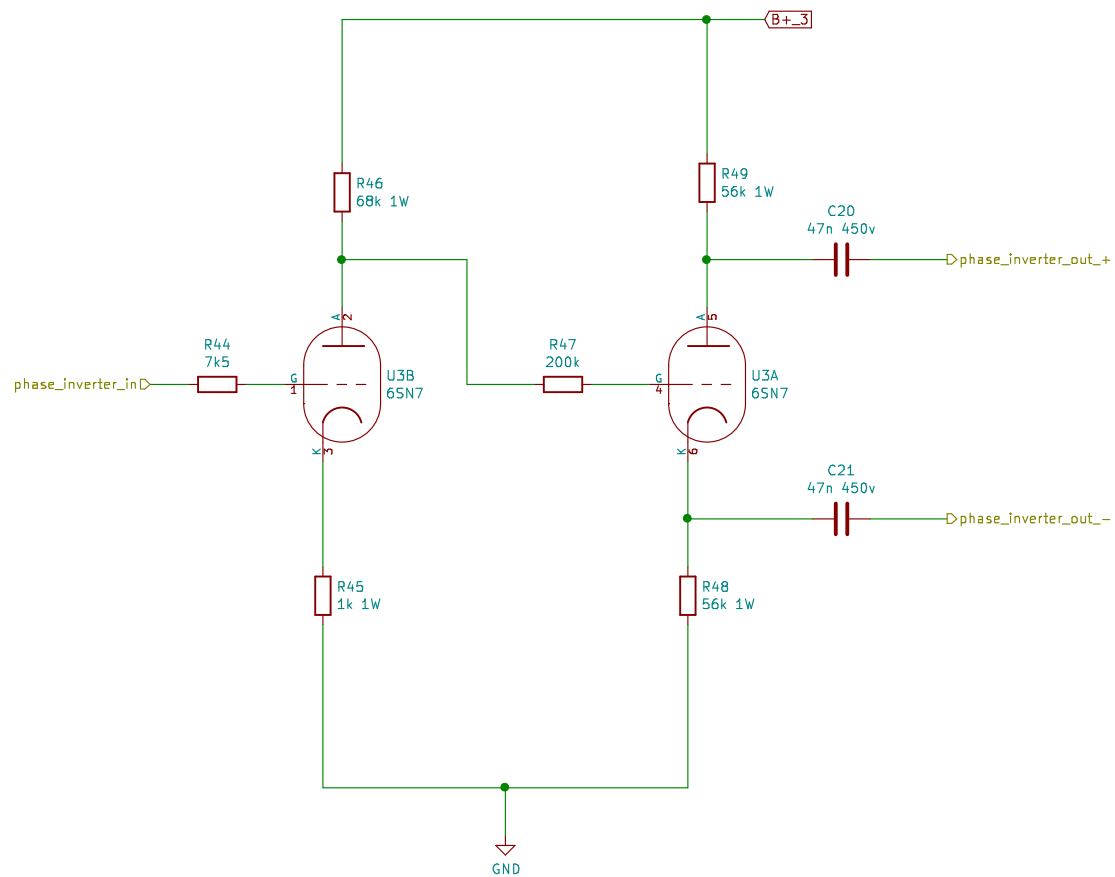 B+_3
R46
68k 1W
R49
56k 1W
C20
47n 450v
phase_inverter_out_+
A
2
A
5
R44
7k5
R47
200k
phase_inverter_in
G
1
U3B
6SN7
G
4
U3A
6SN7
K
3
K
6
C21
47n 450v
phase_inverter_out_-
R45
1k 1W
R48
56k 1W
GND